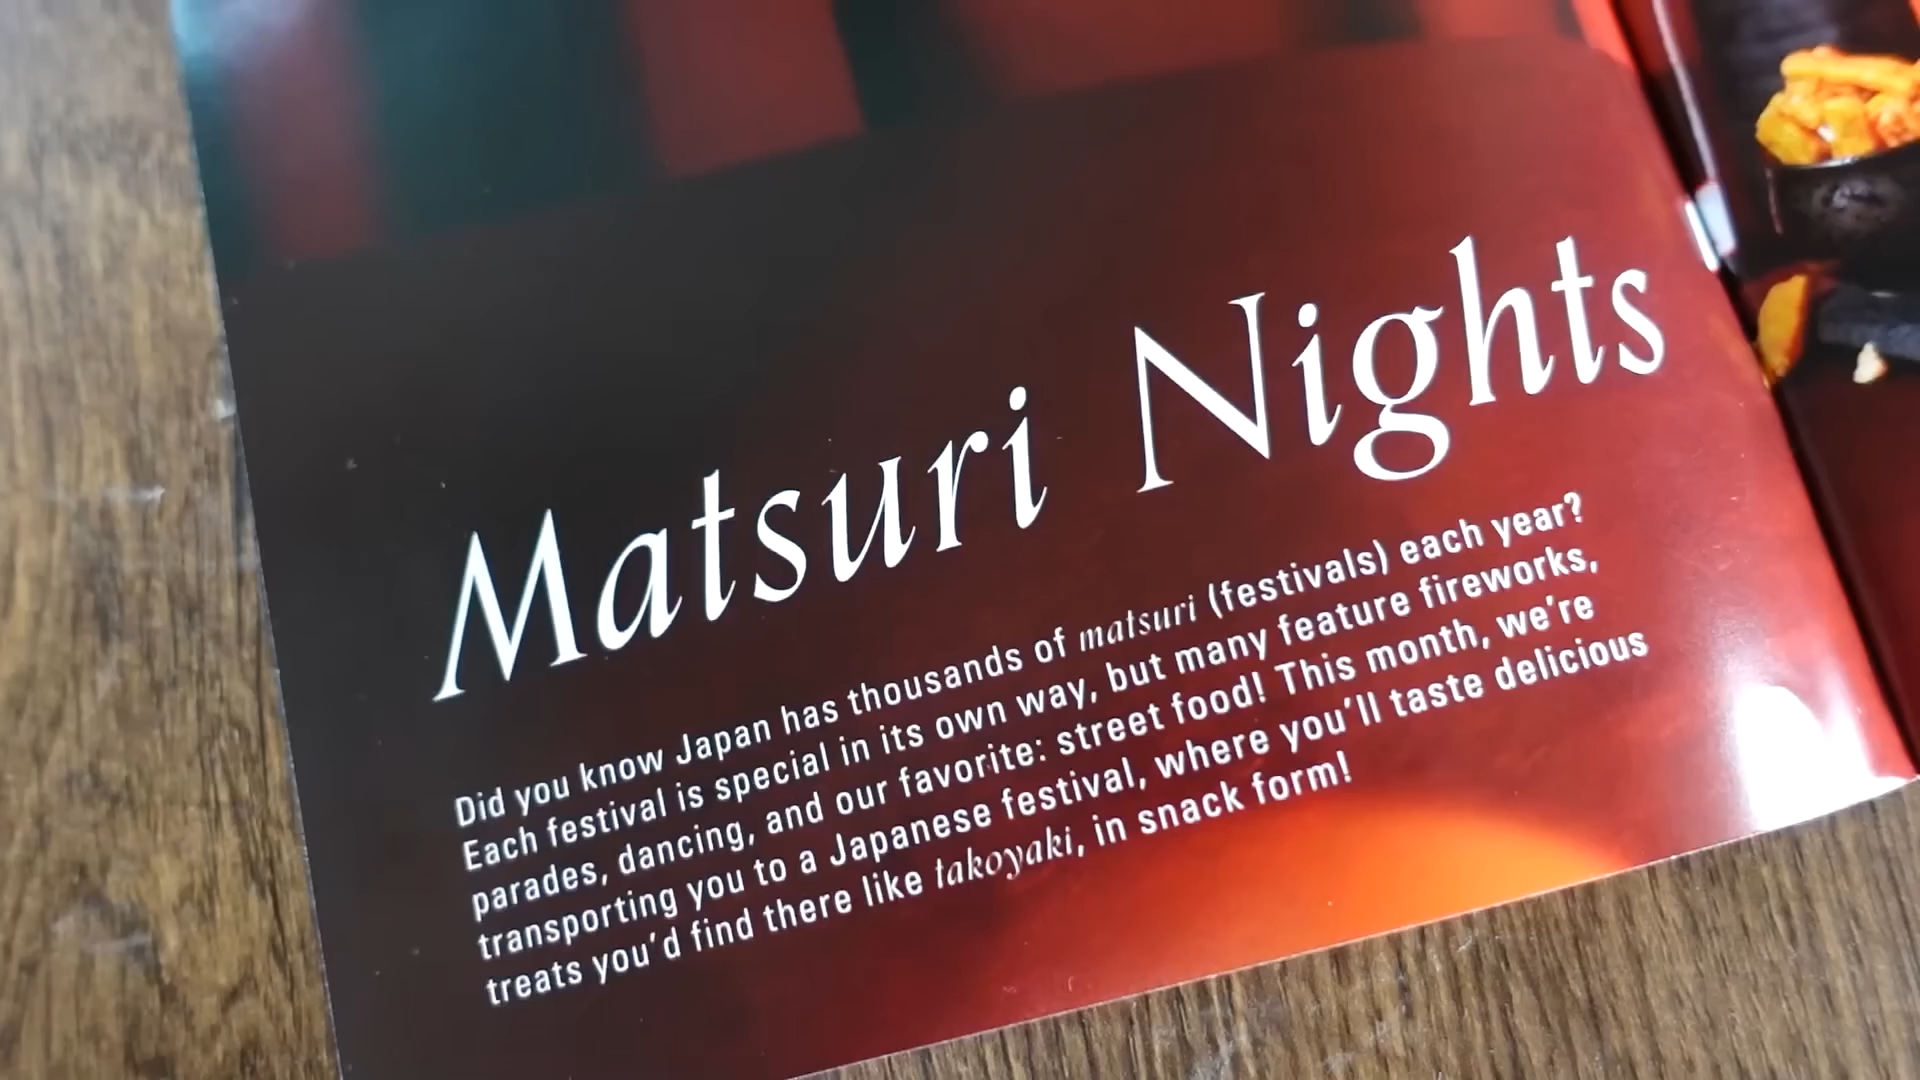 Matsuri Nights
Did you know Japan has thousands of matsuri (festivals) each year?
Each festival is special in its own way, but many feature fireworks,
parades, dancing, and our favorite: street food! This month, we're
transporting you to a Japanese festival, where you'll taste delicious
treats you'd find there like takoyaki, in snack form!